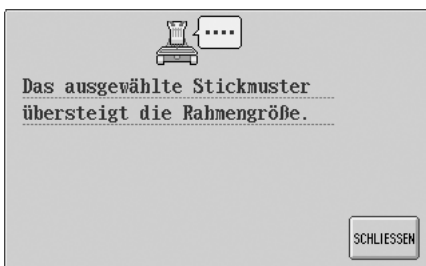 Das ausgewählte Stickmuster
übersteigt die Rahmengröße.
SCHLIESSEN